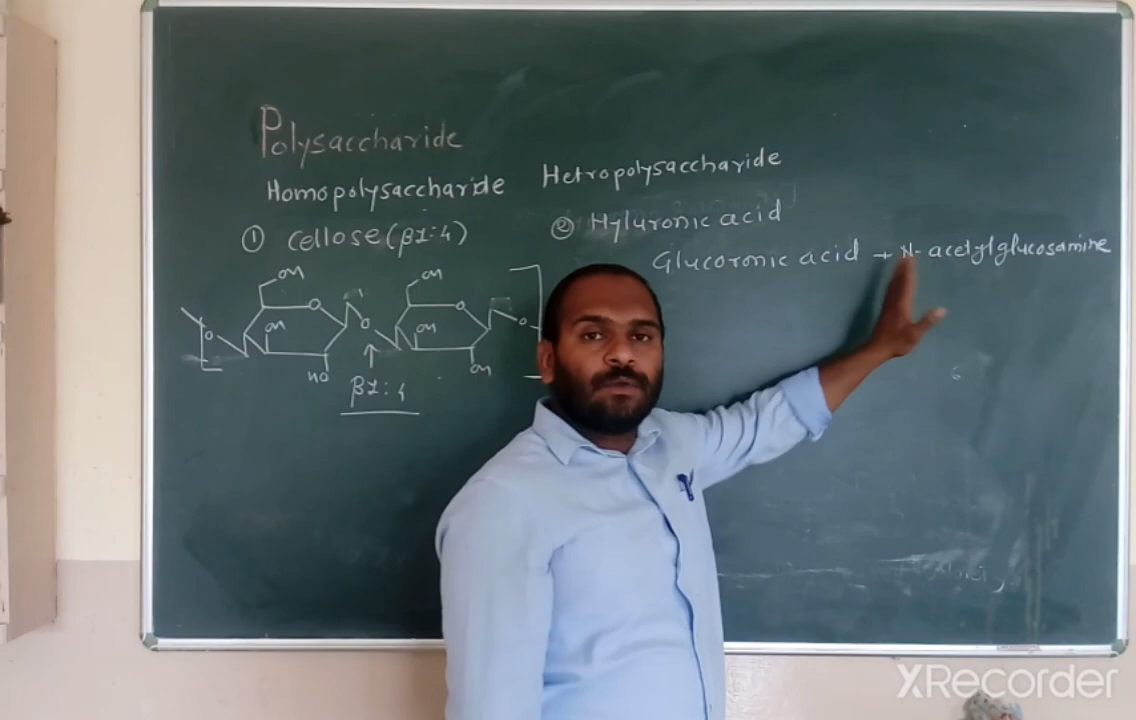 Polysaccharide
Homopolysaccharide
Hetropolysaccharide
① Cellose (β1:4)
② Hyluronic acid
Glucoronic acid + N-acetylglucosamine
OH
OH
O
O
O
O
O
OH
OH
HO
OH
β1:4
XRecorder